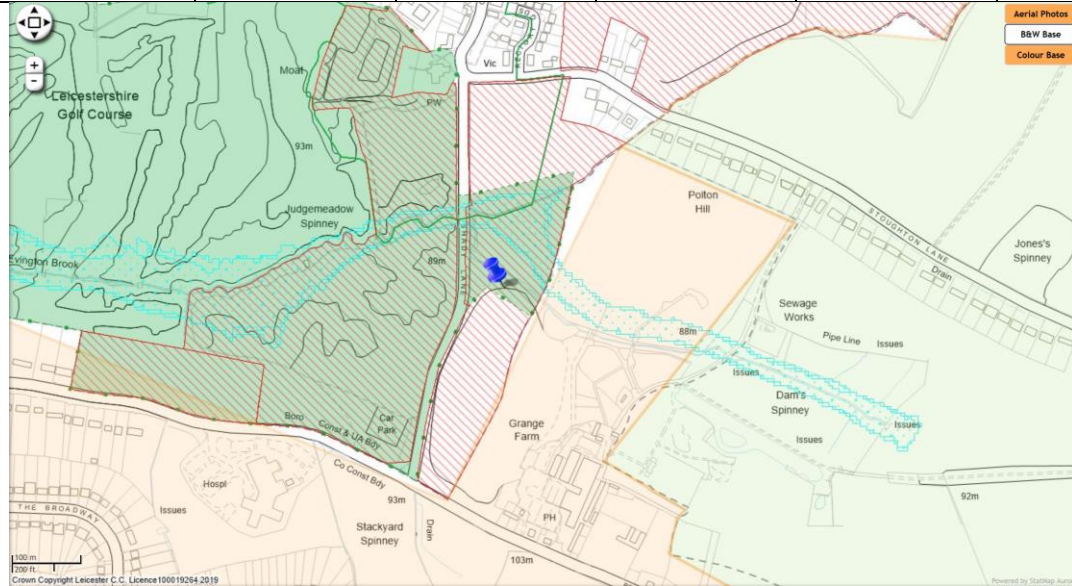 Aerial Photos
B&W Base
Colour Base
+
-
Vic
Moat
Leicestershire
Golf Course
PW
93m
Polton
Hill
Judgemeadow
Spinney
STOUGHTON LANE
Drain
Jones's
Spinney
Evington Brook
89m
SHADY LANE
Sewage
Works
88m
Pipe Line
Issues
Issues
Dam's
Spinney
Issues
Issues
Car
Park
Boro
Const & UA Bdy
Grange
Farm
Co Const Bdy
93m
Hospl
Issues
THE BROADWAY
Stackyard
Spinney
Drain
PH
92m
103m
100 m
200 ft
Crown Copyright Leicester C.C. Licence100019264 2019
Powered by StatMap Aurora